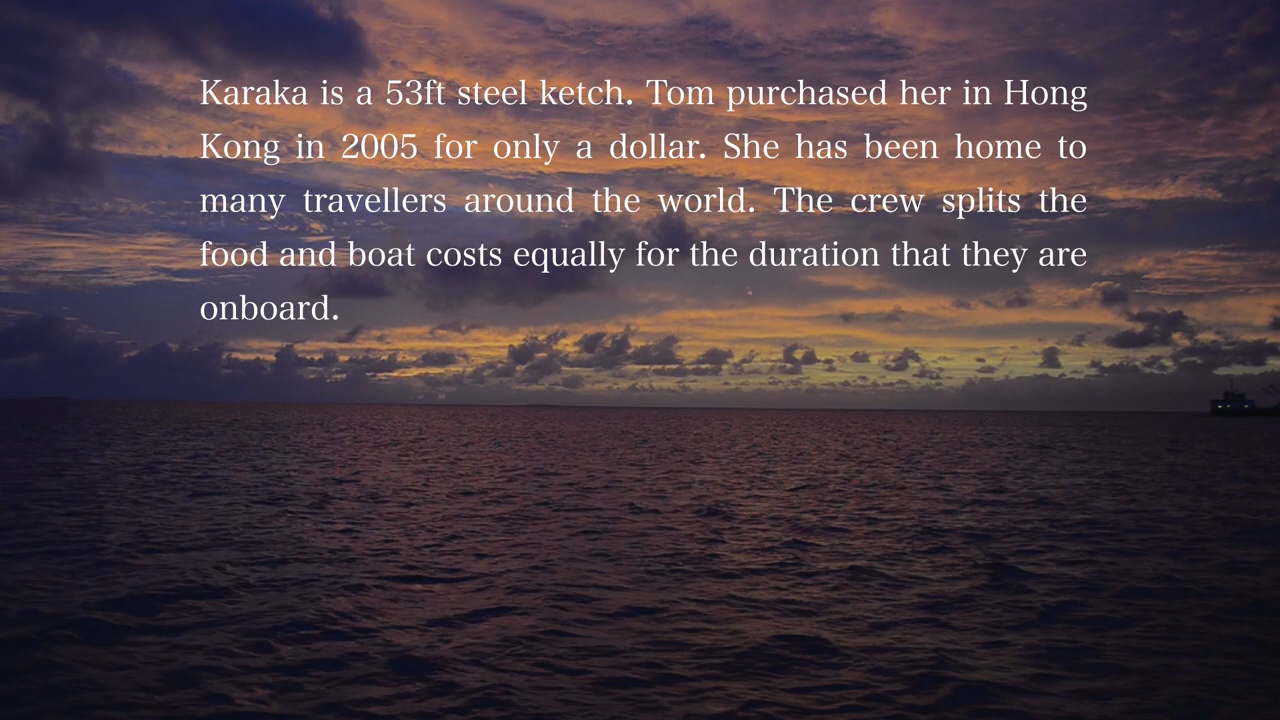 Karaka is a 53ft steel ketch. Tom purchased her in Hong
Kong in 2005 for only a dollar. She has been home to
many travellers around the world. The crew splits the
food and boat costs equally for the duration that they are
onboard.